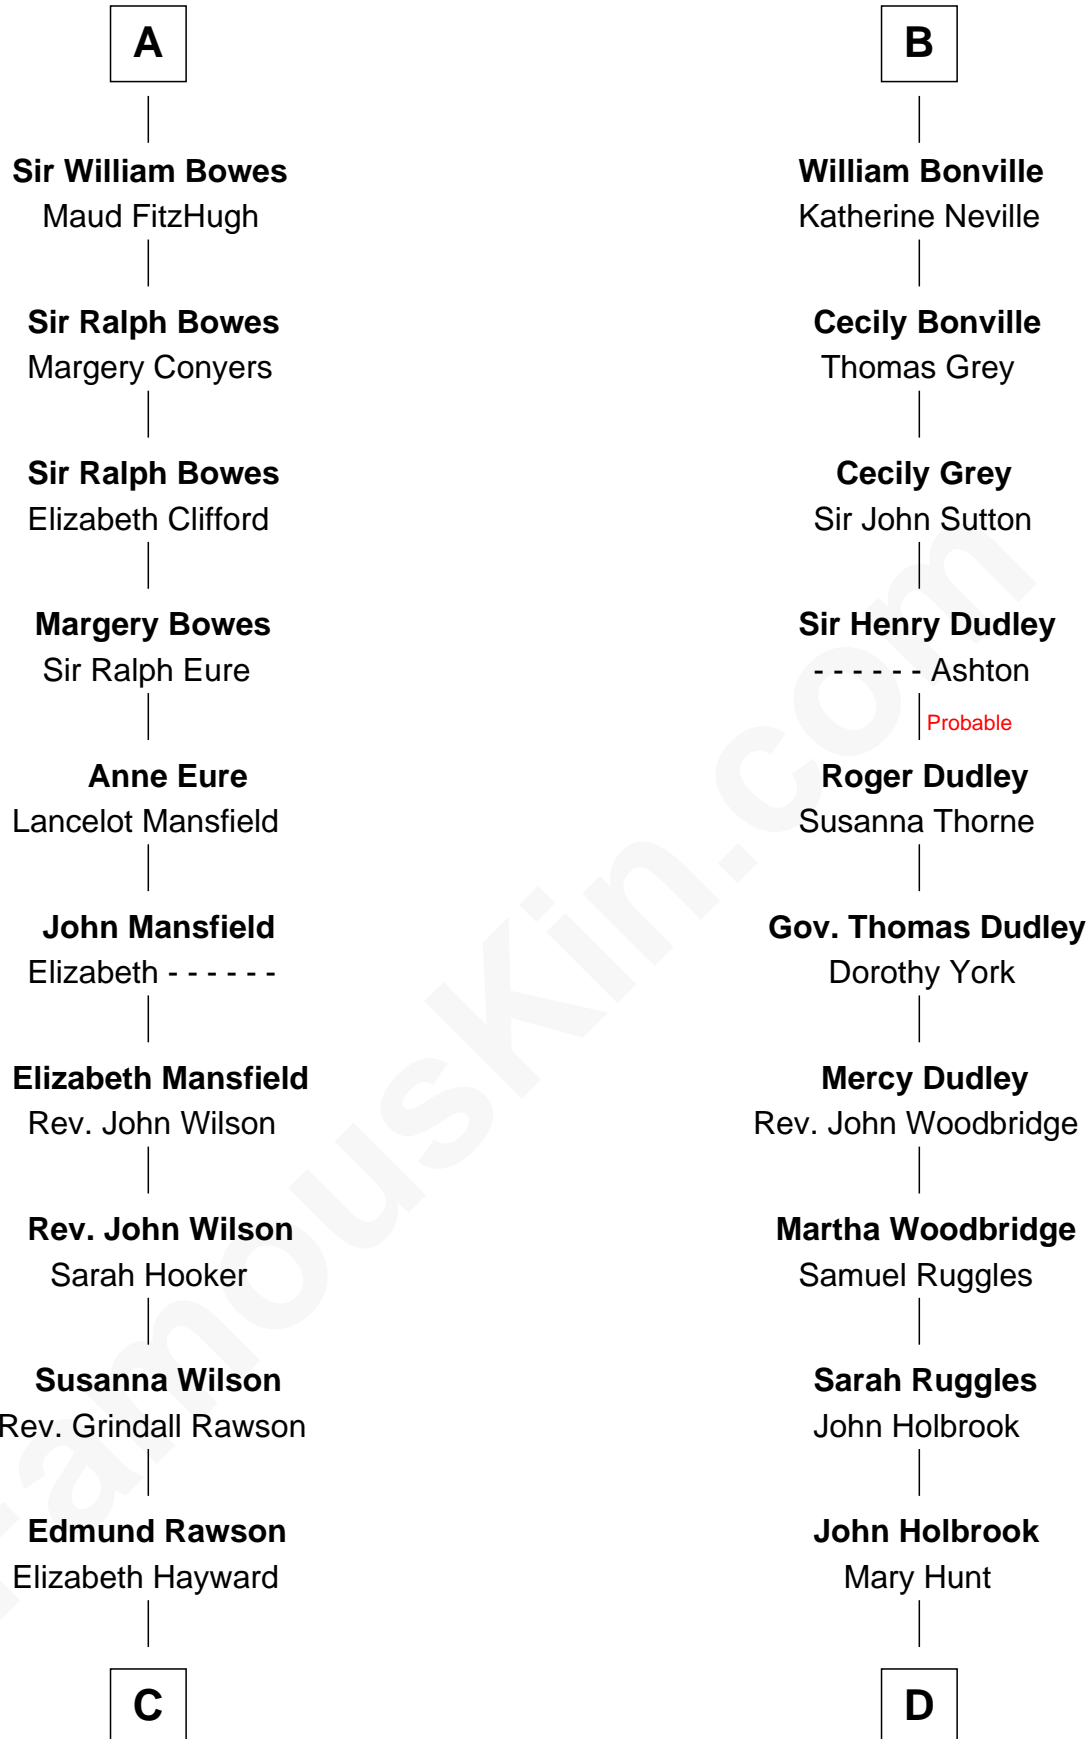 A
Sir William Bowes
Maud FitzHugh
Sir Ralph Bowes
Margery Conyers
Sir Ralph Bowes
Elizabeth Clifford
Margery Bowes
Sir Ralph Eure
Anne Eure
Lancelot Mansfield
John Mansfield
Elizabeth - - - - - -
Elizabeth Mansfield
Rev. John Wilson
Rev. John Wilson
Sarah Hooker
Susanna Wilson
Rev. Grindall Rawson
Edmund Rawson
Elizabeth Hayward
C
B
William Bonville
Katherine Neville
Cecily Bonville
Thomas Grey
Cecily Grey
Sir John Sutton
Sir Henry Dudley
- - - - - - Ashton
Probable
Roger Dudley
Susanna Thorne
Gov. Thomas Dudley
Dorothy York
Mercy Dudley
Rev. John Woodbridge
Martha Woodbridge
Samuel Ruggles
Sarah Ruggles
John Holbrook
John Holbrook
Mary Hunt
D
FamousKin.com